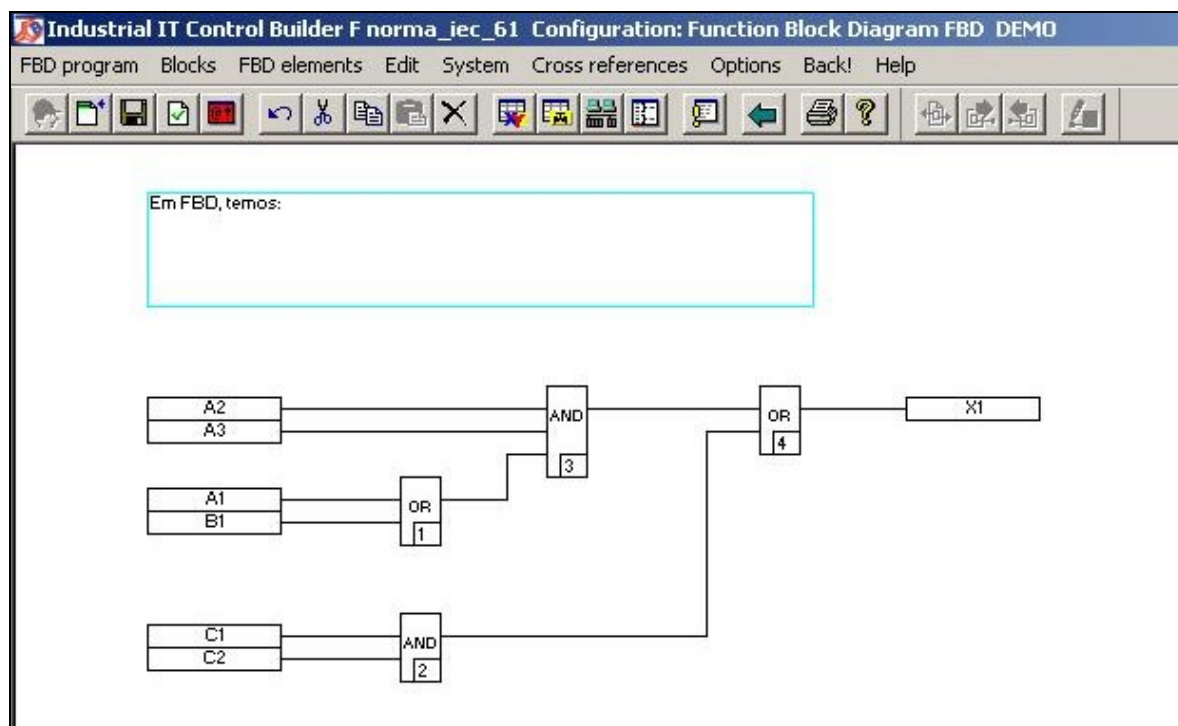 Industrial IT Control Builder F norma_iec_61 Configuration: Function Block Diagram FBD DEMO
FBD program Blocks FBD elements Edit System Cross references Options Back! Help
Em FBD, temos:
A2
A3
AND
3
OR
4
X1
A1
B1
OR
1
C1
C2
AND
2